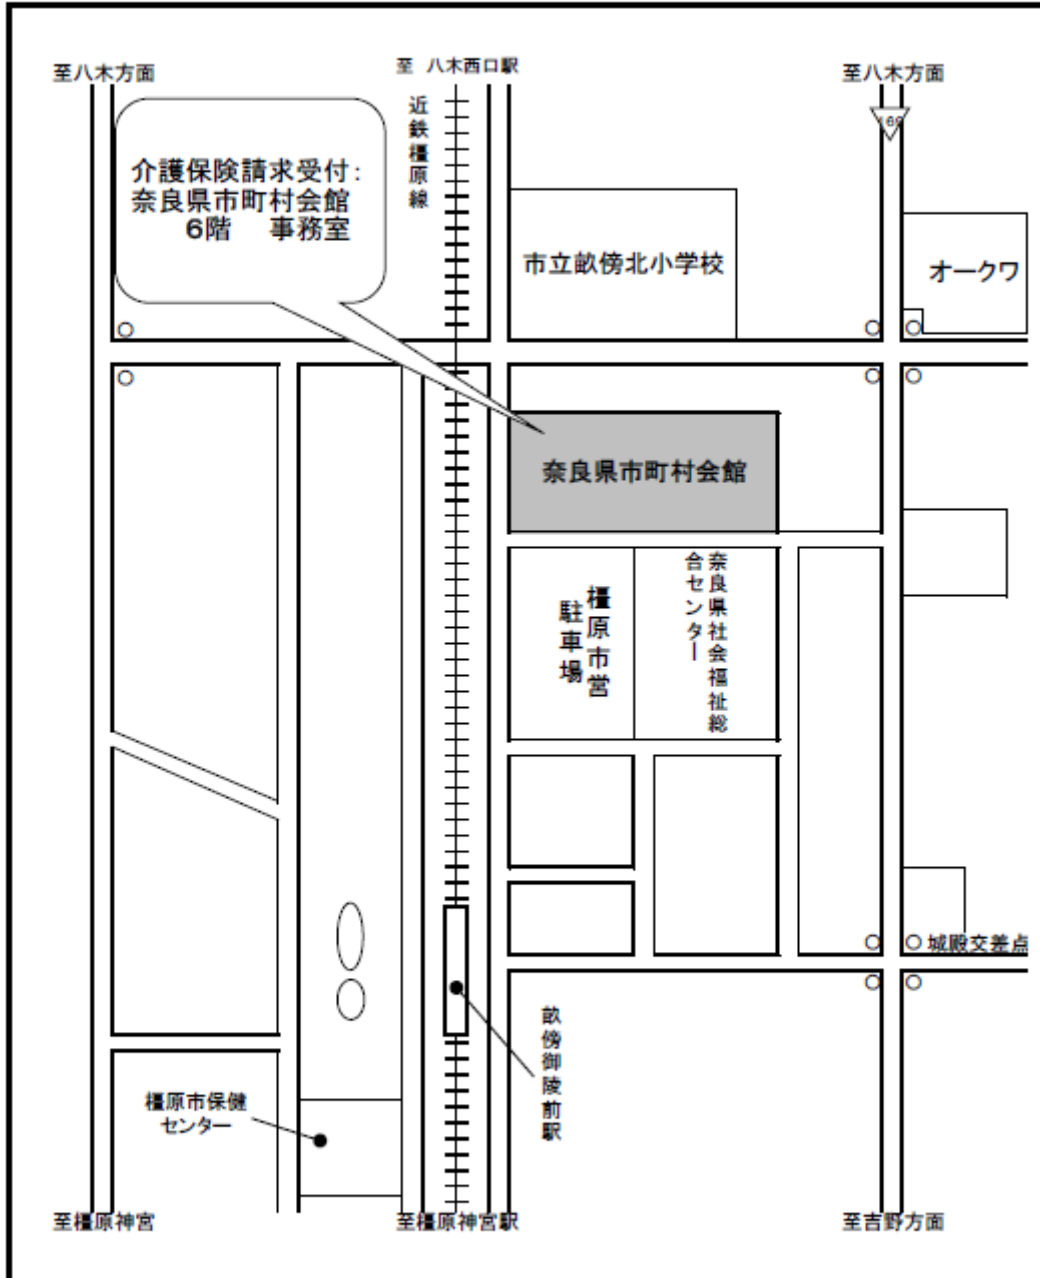 至八木方面
至 八木西口駅
至八木方面
近鉄橿原線
169
介護保険請求受付:
奈良県市町村会館
6階 事務室
市立畝傍北小学校
オークワ
奈良県市町村会館
橿原市営
駐車場
奈良県社会福祉総
合センター
城殿交差点
畝傍御陵前駅
橿原市保健
センター
至橿原神宮
至橿原神宮駅
至吉野方面